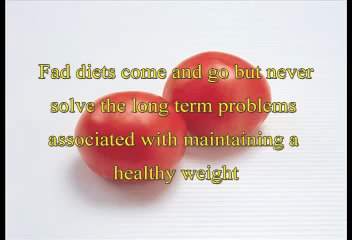 Fad diets come and go but never
solve the long term problems
associated with maintaining a
healthy weight